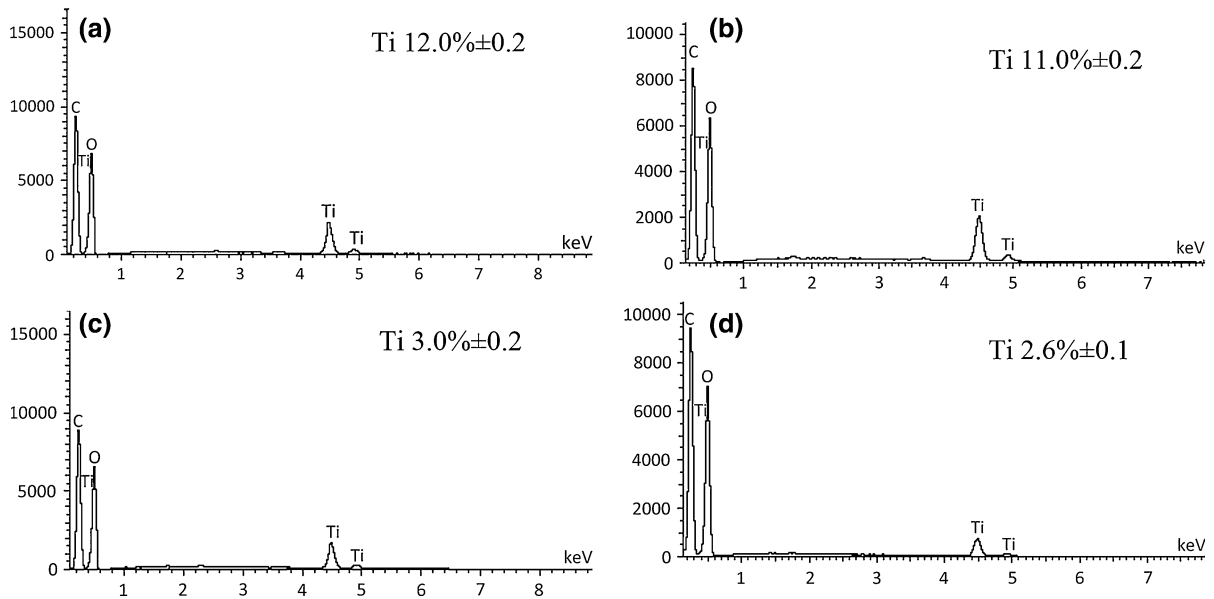 (a)
Ti 12.0%±0.2
15000
10000
5000
0
C
Ti
O
Ti
Ti
keV
1 2 3 4 5 6 7 8
(b)
Ti 11.0%±0.2
10000
8000
6000
4000
2000
0
C
O
Ti
Ti
Ti
keV
1 2 3 4 5 6 7
(c)
Ti 3.0%±0.2
15000
10000
5000
0
C
O
Ti
Ti
Ti
keV
1 2 3 4 5 6 7 8
(d)
Ti 2.6%±0.1
10000
8000
6000
4000
2000
0
C
O
Ti
Ti
Ti
keV
1 2 3 4 5 6 7